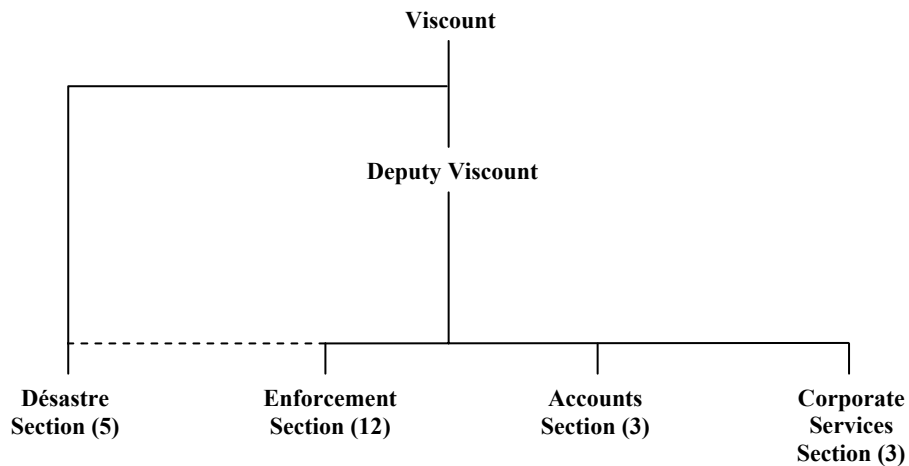 Viscount
Deputy Viscount
Désastre
Section (5)
Enforcement
Section (12)
Accounts
Section (3)
Corporate
Services
Section (3)